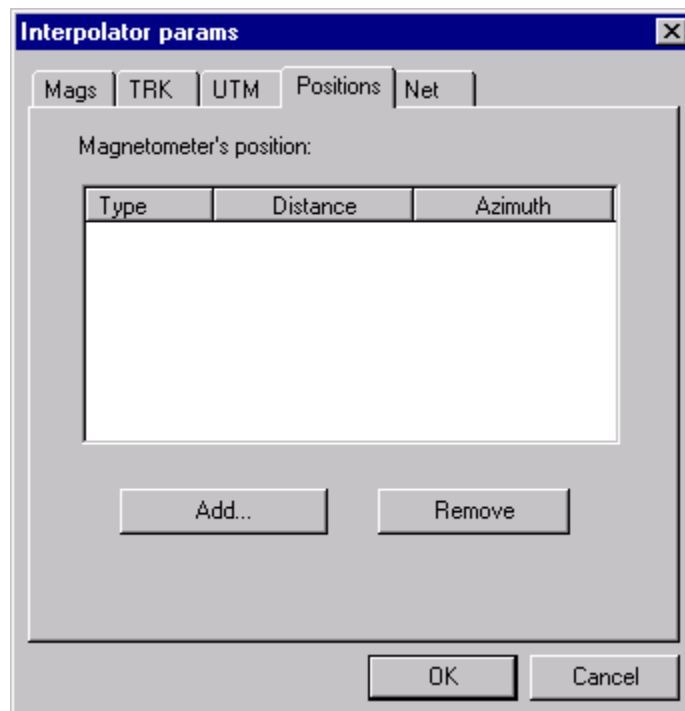 Interpolator params
Mags TRK UTM Positions Net
Magnetometer's position:
Type Distance Azimuth
Add... Remove
OK Cancel